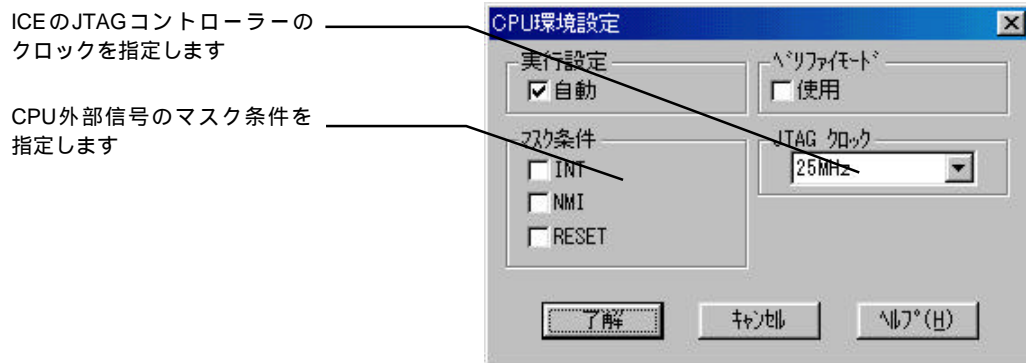 ICEのJTAGコントローラーの
クロックを指定します
CPU外部信号のマスク条件を
指定します
CPU環境設定
実行設定
自動
ﾍﾞﾘﾌｧｲﾓｰﾄﾞ
使用
ﾏｽｸ条件
INT
NMI
RESET
JTAG ｸﾛｯｸ
25MHz
了解
ｷｬﾝｾﾙ
ﾍﾙﾌﾟ(H)